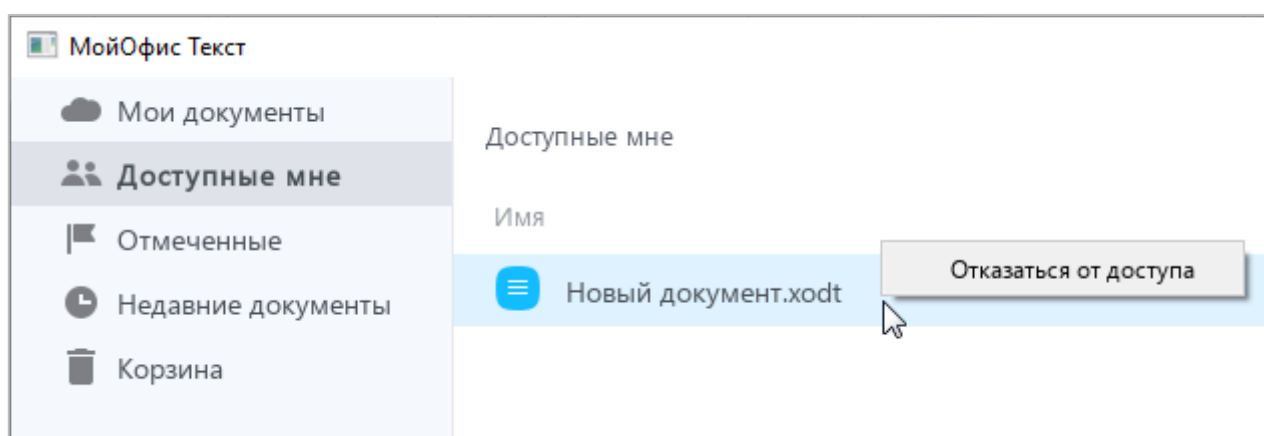 МойОфис Текст
Мои документы
Доступные мне
Отмеченные
Недавние документы
Корзина
Доступные мне
Имя
Новый документ.xodt
Отказаться от доступа